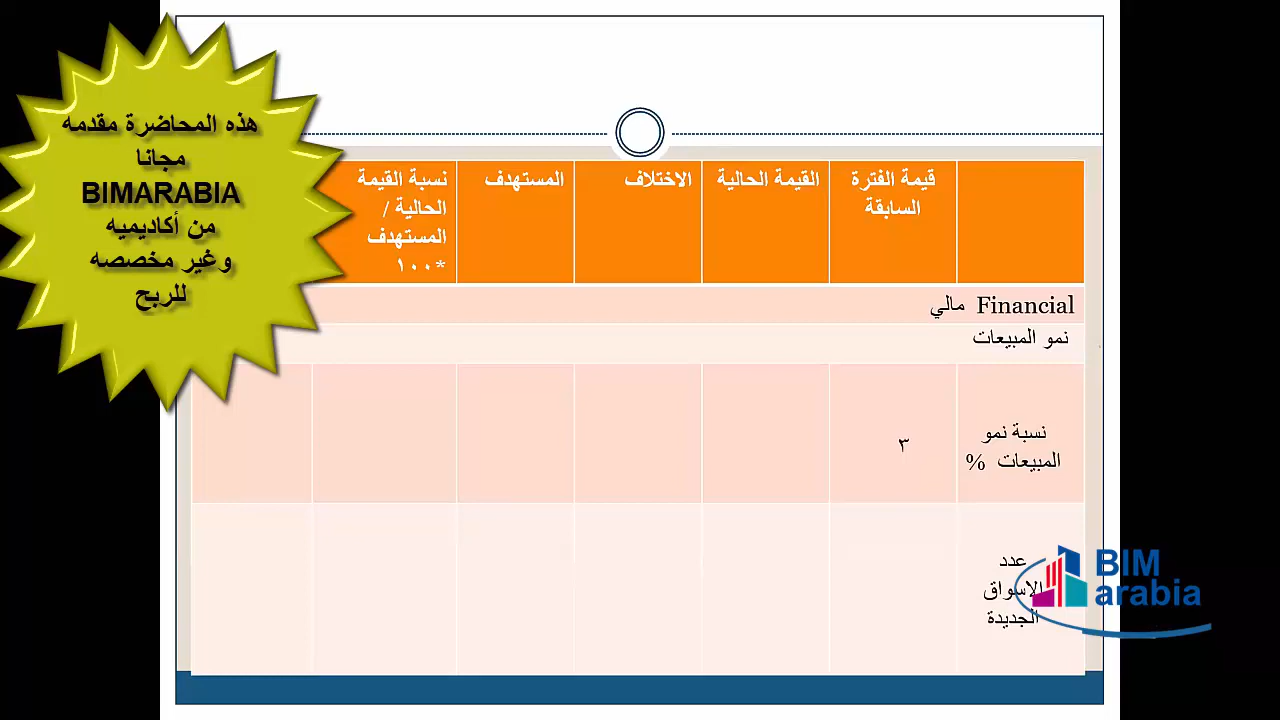 هذه المحاضرة مقدمه
مجانا
BIMARABIA
من أكاديميه
وغير مخصصه
للربح
قيمة الفترة
السابقة
القيمة الحالية
الاختلاف
المستهدف
نسبة القيمة
الحالية /
المستهدف
*١٠٠
Financial مالي
نمو المبيعات
نسبة نمو
المبيعات %
٣
عدد
الاسواق
الجديدة
BIM
arabia